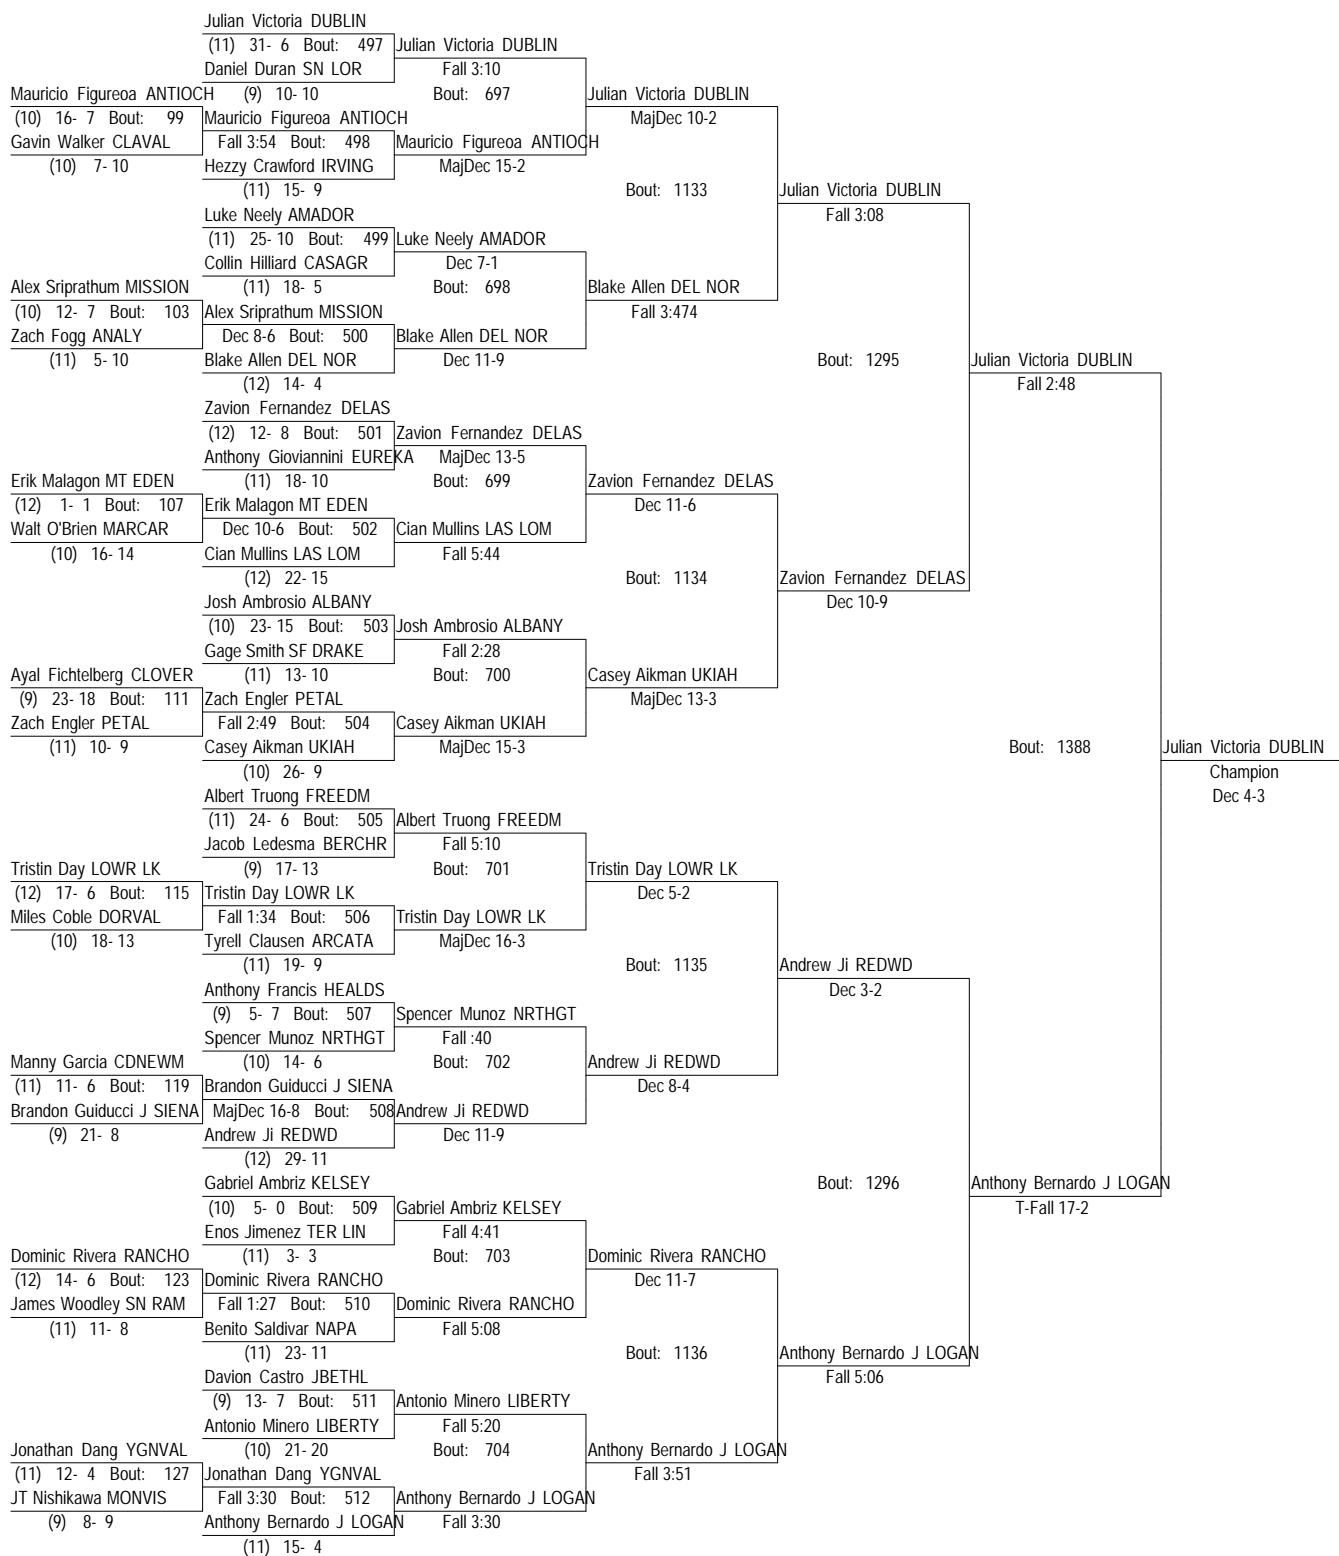 Julian Victoria DUBLIN
(11) 31- 6 Bout: 497 Julian Victoria DUBLIN
Daniel Duran SN LOR Fall 3:10
Mauricio Figureoa ANTIOCH (9) 10- 10 Bout: 697 Julian Victoria DUBLIN
(10) 16- 7 Bout: 99 Mauricio Figureoa ANTIOCH MajDec 10-2
Gavin Walker CLAVAL Fall 3:54 Bout: 498 Mauricio Figureoa ANTIOCH
(10) 7- 10 Hezzy Crawford IRVING MajDec 15-2
(11) 15- 9 Bout: 1133 Julian Victoria DUBLIN
Luke Neely AMADOR Fall 3:08
(11) 25- 10 Bout: 499 Luke Neely AMADOR
Collin Hilliard CASAGR Dec 7-1
Alex Sriprathum MISSION (11) 18- 5 Bout: 698 Blake Allen DEL NOR
(10) 12- 7 Bout: 103 Alex Sriprathum MISSION Fall 3:474
Zach Fogg ANALY Dec 8-6 Bout: 500 Blake Allen DEL NOR
(11) 5- 10 Blake Allen DEL NOR Dec 11-9 Bout: 1295 Julian Victoria DUBLIN
(12) 14- 4 Fall 2:48
Zavion Fernandez DELAS
(12) 12- 8 Bout: 501 Zavion Fernandez DELAS
Anthony Gioviannini EUREKA MajDec 13-5
Erik Malagon MT EDEN (11) 18- 10 Bout: 699 Zavion Fernandez DELAS
(12) 1- 1 Bout: 107 Erik Malagon MT EDEN Dec 11-6
Walt O'Brien MARCAR Dec 10-6 Bout: 502 Cian Mullins LAS LOM
(10) 16- 14 Cian Mullins LAS LOM Fall 5:44
(12) 22- 15 Bout: 1134 Zavion Fernandez DELAS
Josh Ambrosio ALBANY Dec 10-9
(10) 23- 15 Bout: 503 Josh Ambrosio ALBANY
Gage Smith SF DRAKE Fall 2:28
Ayal Fichtelberg CLOVER (11) 13- 10 Bout: 700 Casey Aikman UKIAH
(9) 23- 18 Bout: 111 Zach Engler PETAL MajDec 13-3
Zach Engler PETAL Fall 2:49 Bout: 504 Casey Aikman UKIAH
(11) 10- 9 Casey Aikman UKIAH MajDec 15-3 Bout: 1388 Julian Victoria DUBLIN
(10) 26- 9 Champion
Albert Truong FREEDM Dec 4-3
(11) 24- 6 Bout: 505 Albert Truong FREEDM
Jacob Ledesma BERCHR Fall 5:10
Tristin Day LOWR LK (9) 17- 13 Bout: 701 Tristin Day LOWR LK
(12) 17- 6 Bout: 115 Tristin Day LOWR LK Dec 5-2
Miles Coble DORVAL Fall 1:34 Bout: 506 Tristin Day LOWR LK
(10) 18- 13 Tyrell Clausen ARCATA MajDec 16-3
(11) 19- 9 Bout: 1135 Andrew Ji REDWD
Anthony Francis HEALDS Dec 3-2
(9) 5- 7 Bout: 507 Spencer Munoz NRTHGT
Spencer Munoz NRTHGT Fall :40
Manny Garcia CDNEWM (10) 14- 6 Bout: 702 Andrew Ji REDWD
(11) 11- 6 Bout: 119 Brandon Guiducci J SIENA Dec 8-4
Brandon Guiducci J SIENA MajDec 16-8 Bout: 508 Andrew Ji REDWD
(9) 21- 8 Andrew Ji REDWD Dec 11-9
(12) 29- 11
Gabriel Ambriz KELSEY Bout: 1296 Anthony Bernardo J LOGAN
(10) 5- 0 Bout: 509 Gabriel Ambriz KELSEY T-Fall 17-2
Enos Jimenez TER LIN Fall 4:41
Dominic Rivera RANCHO (11) 3- 3 Bout: 703 Dominic Rivera RANCHO
(12) 14- 6 Bout: 123 Dominic Rivera RANCHO Dec 11-7
James Woodley SN RAM Fall 1:27 Bout: 510 Dominic Rivera RANCHO
(11) 11- 8 Benito Saldivar NAPA Fall 5:08
(11) 23- 11 Bout: 1136 Anthony Bernardo J LOGAN
Davion Castro JBETHL Fall 5:06
(9) 13- 7 Bout: 511 Antonio Minero LIBERTY
Antonio Minero LIBERTY Fall 5:20
Jonathan Dang YGNVAL (10) 21- 20 Bout: 704 Anthony Bernardo J LOGAN
(11) 12- 4 Bout: 127 Jonathan Dang YGNVAL Fall 3:51
JT Nishikawa MONVIS Fall 3:30 Bout: 512 Anthony Bernardo J LOGAN
(9) 8- 9 Anthony Bernardo J LOGAN Fall 3:30
(11) 15- 4